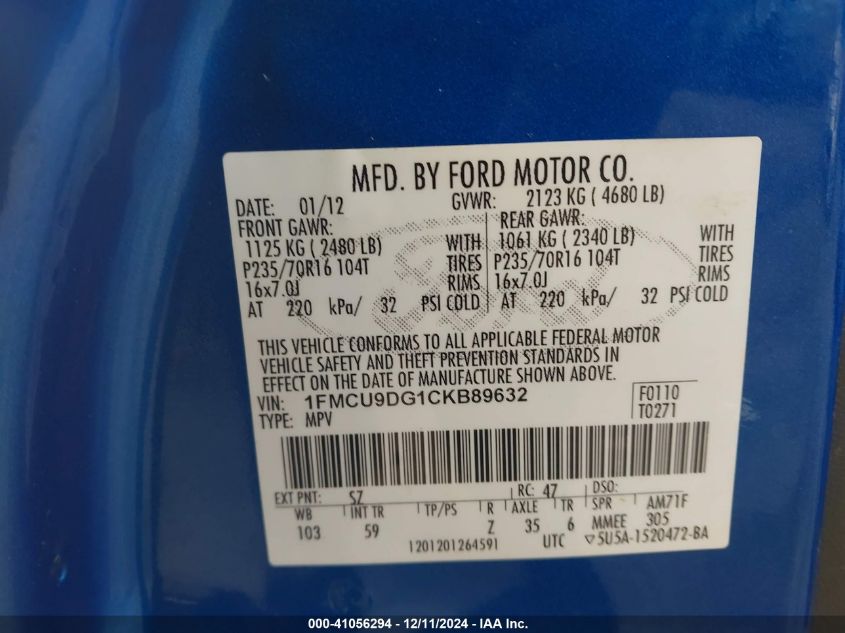 MFD. BY FORD MOTOR CO.
DATE: 01/12 GVWR: 2123 KG ( 4680 LB)
FRONT GAWR: REAR GAWR:
1125 KG ( 2480 LB) WITH 1061 KG ( 2340 LB) WITH
P235/70R16 104T TIRES P235/70R16 104T TIRES
16x7.0J RIMS 16x7.0J RIMS
AT 220 kPa/ 32 PSI COLD AT 220 kPa/ 32 PSI COLD
THIS VEHICLE CONFORMS TO ALL APPLICABLE FEDERAL MOTOR
VEHICLE SAFETY AND THEFT PREVENTION STANDARDS IN
EFFECT ON THE DATE OF MANUFACTURE SHOWN ABOVE.
VIN: 1FMCU9DG1CKB89632 F0110
TYPE: MPV T0271
EXT PNT: SZ RC: 47 DSO:
WB INT TR TP/PS R AXLE TR SPR AM71F
103 59 Z 35 6 MMEE 305
1201201264591 UTC ▽5U5A-1520472-BA
000-41056294 - 12/11/2024 - IAA Inc.